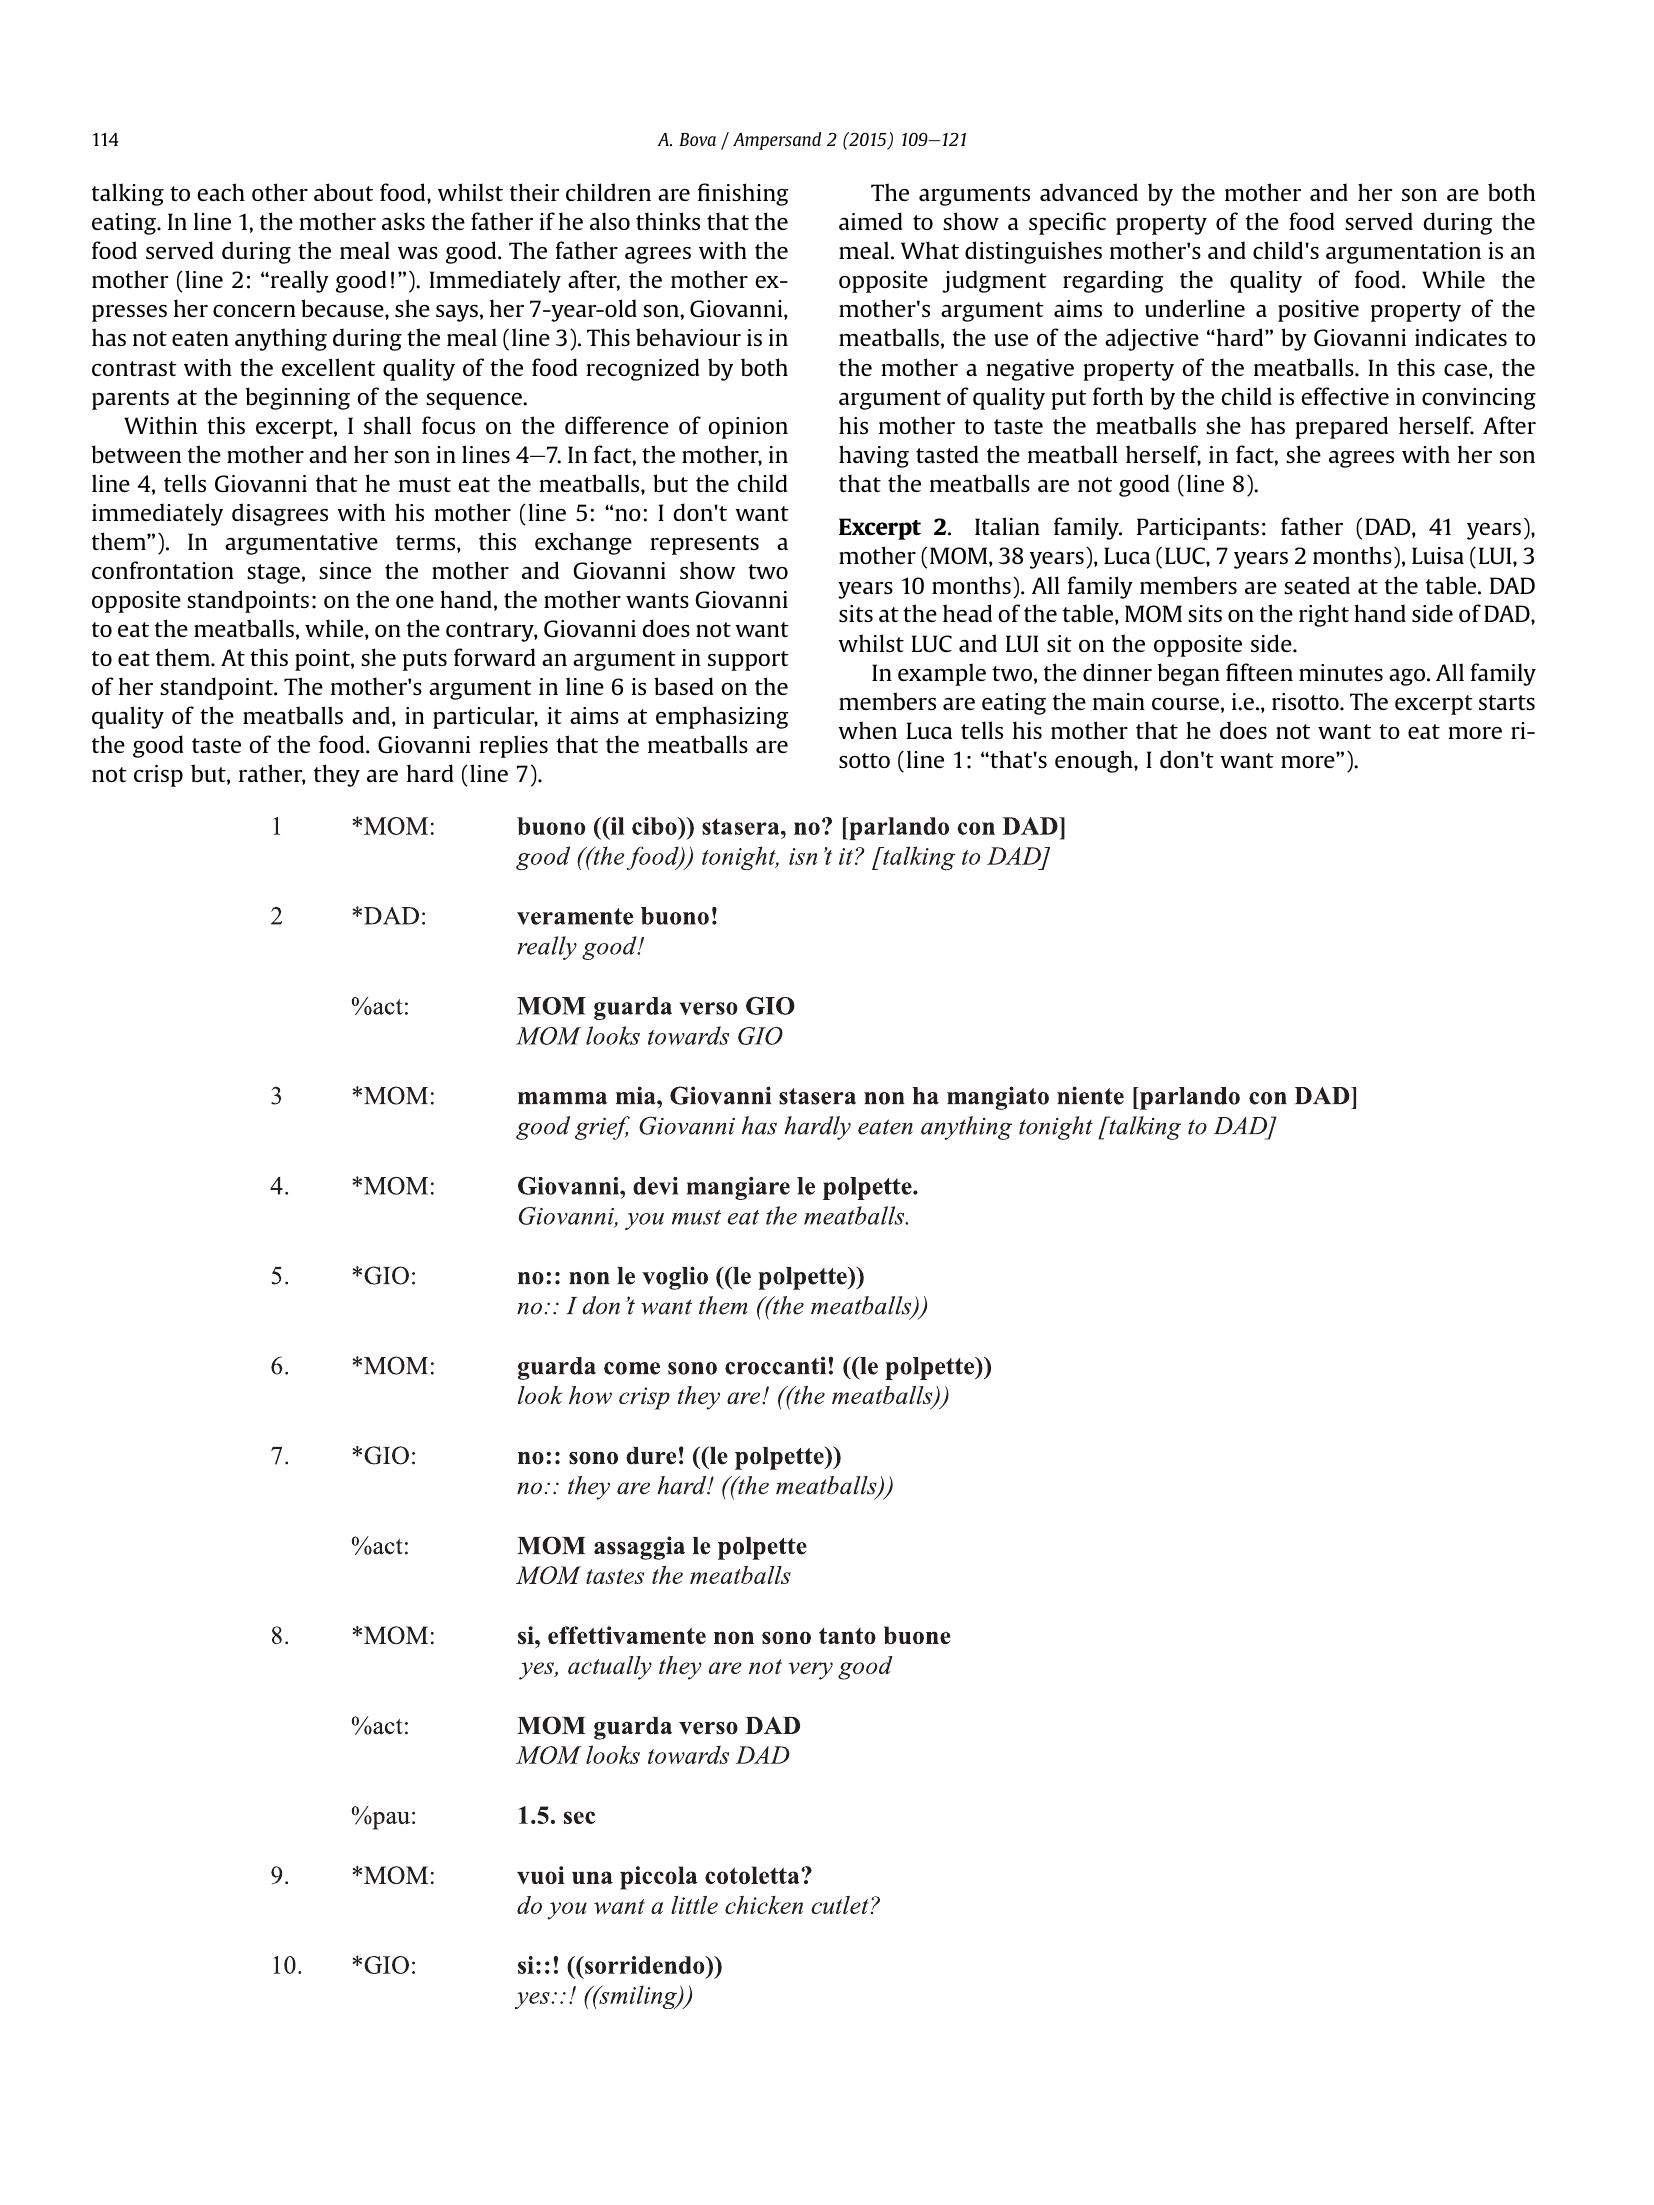 114
A. Bova / Ampersand 2 (2015) 109–121
talking to each other about food, whilst their children are finishing
eating. In line 1, the mother asks the father if he also thinks that the
food served during the meal was good. The father agrees with the
mother (line 2: “really good!”). Immediately after, the mother ex-
presses her concern because, she says, her 7-year-old son, Giovanni,
has not eaten anything during the meal (line 3). This behaviour is in
contrast with the excellent quality of the food recognized by both
parents at the beginning of the sequence.
Within this excerpt, I shall focus on the difference of opinion
between the mother and her son in lines 4–7. In fact, the mother, in
line 4, tells Giovanni that he must eat the meatballs, but the child
immediately disagrees with his mother (line 5: “no: I don't want
them”). In argumentative terms, this exchange represents a
confrontation stage, since the mother and Giovanni show two
opposite standpoints: on the one hand, the mother wants Giovanni
to eat the meatballs, while, on the contrary, Giovanni does not want
to eat them. At this point, she puts forward an argument in support
of her standpoint. The mother's argument in line 6 is based on the
quality of the meatballs and, in particular, it aims at emphasizing
the good taste of the food. Giovanni replies that the meatballs are
not crisp but, rather, they are hard (line 7).
The arguments advanced by the mother and her son are both
aimed to show a specific property of the food served during the
meal. What distinguishes mother's and child's argumentation is an
opposite judgment regarding the quality of food. While the
mother's argument aims to underline a positive property of the
meatballs, the use of the adjective “hard” by Giovanni indicates to
the mother a negative property of the meatballs. In this case, the
argument of quality put forth by the child is effective in convincing
his mother to taste the meatballs she has prepared herself. After
having tasted the meatball herself, in fact, she agrees with her son
that the meatballs are not good (line 8).
Excerpt 2. Italian family. Participants: father (DAD, 41 years),
mother (MOM, 38 years), Luca (LUC, 7 years 2 months), Luisa (LUI, 3
years 10 months). All family members are seated at the table. DAD
sits at the head of the table, MOM sits on the right hand side of DAD,
whilst LUC and LUI sit on the opposite side.
In example two, the dinner began fifteen minutes ago. All family
members are eating the main course, i.e., risotto. The excerpt starts
when Luca tells his mother that he does not want to eat more ri-
sotto (line 1: “that's enough, I don't want more”).
1 *MOM: buono ((il cibo)) stasera, no? [parlando con DAD]
good ((the food)) tonight, isn’t it? [talking to DAD]
2 *DAD: veramente buono!
really good!
%act: MOM guarda verso GIO
MOM looks towards GIO
3 *MOM: mamma mia, Giovanni stasera non ha mangiato niente [parlando con DAD]
good grief, Giovanni has hardly eaten anything tonight [talking to DAD]
4. *MOM: Giovanni, devi mangiare le polpette.
Giovanni, you must eat the meatballs.
5. *GIO: no:: non le voglio ((le polpette))
no:: I don’t want them ((the meatballs))
6. *MOM: guarda come sono croccanti! ((le polpette))
look how crisp they are! ((the meatballs))
7. *GIO: no:: sono dure! ((le polpette))
no:: they are hard! ((the meatballs))
%act: MOM assaggia le polpette
MOM tastes the meatballs
8. *MOM: si, effettivamente non sono tanto buone
yes, actually they are not very good
%act: MOM guarda verso DAD
MOM looks towards DAD
%pau: 1.5. sec
9. *MOM: vuoi una piccola cotoletta?
do you want a little chicken cutlet?
10. *GIO: si::! ((sorridendo))
yes::! ((smiling))